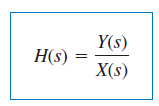 H(s) = Y(s) / X(s)